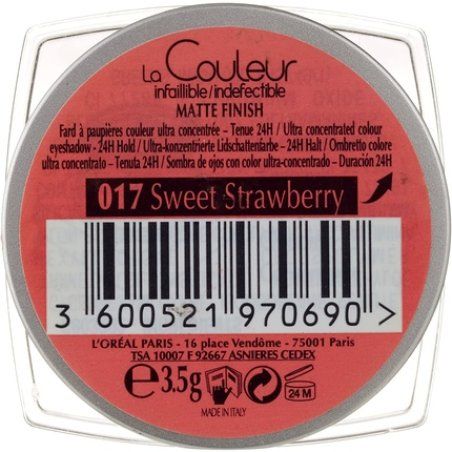 La Couleur
infaillible/indefectible
MATTE FINISH
Fard à paupières couleur ultra concentrée - Tenue 24H / Ultra concentrated colour
eyeshadow - 24H Hold / Ultra-konzentrierte Lidschattenfarbe - 24H Halt / Ombretto colore
ultra concentrato - Tenuta 24H / Sombra de ojos con color ultra-concentrado - Duración 24H
017 Sweet Strawberry
3 600521 970690 >
L'ORÉAL PARIS - 16 place Vendôme - 75001 Paris
TSA 10007 F 92667 ASNIERES CEDEX
e 3.5g 24 M
MADE IN ITALY